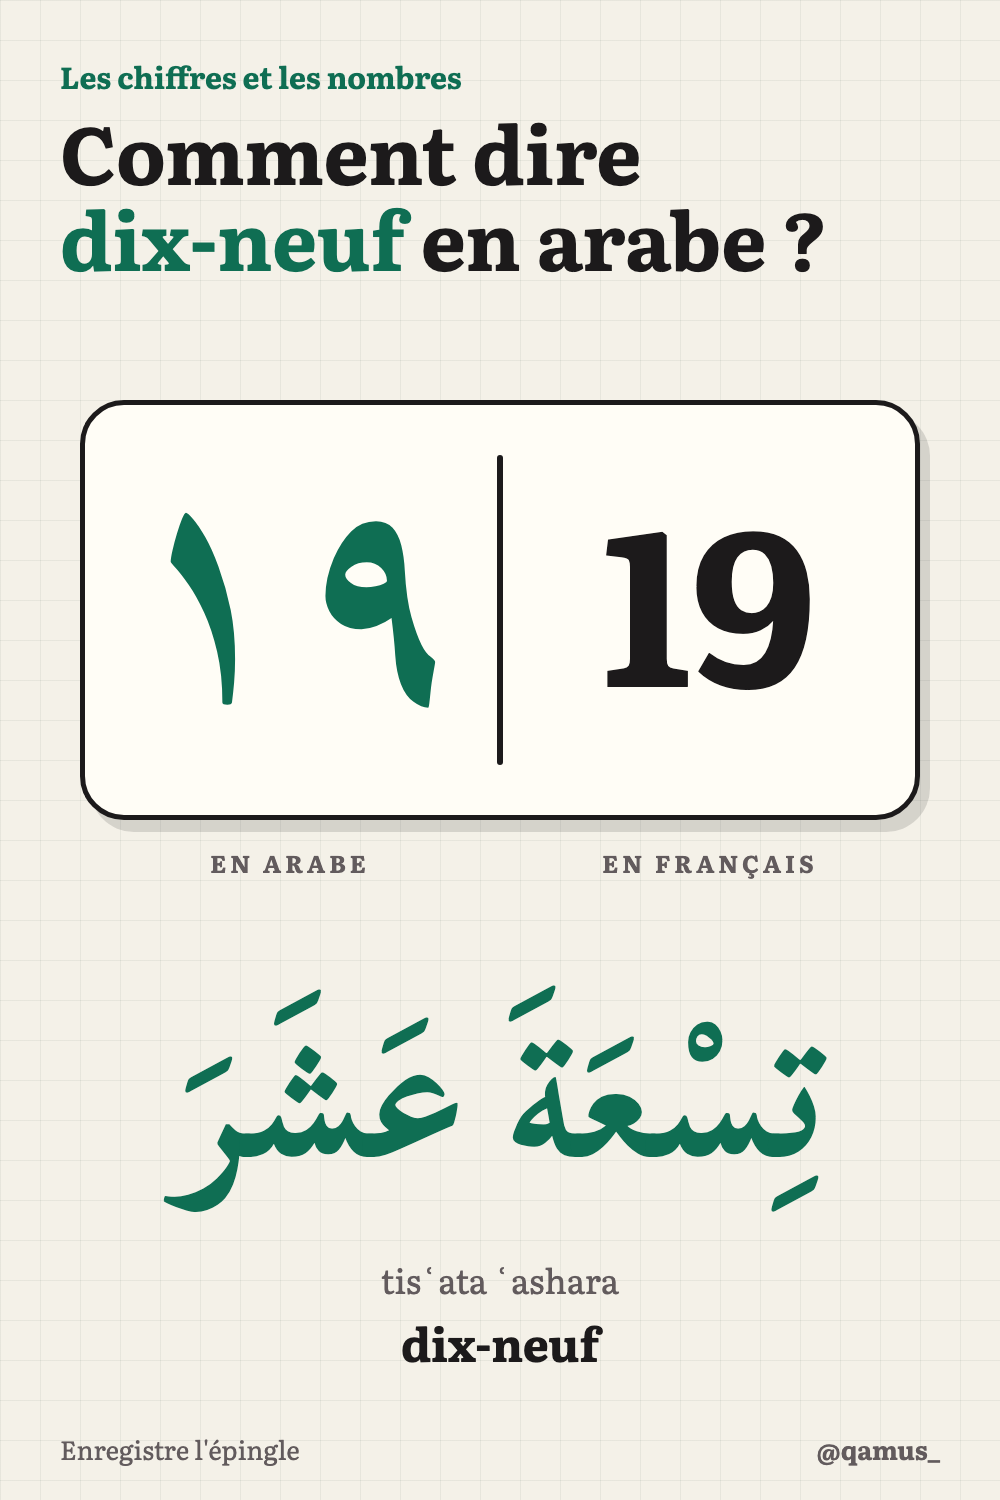 Les chiffres et les nombres
Comment dire
dix-neuf en arabe ?
١٩
19
EN ARABE
EN FRANÇAIS
تِسْعَةَ عَشَرَ
tisʿata ʿashara
dix-neuf
Enregistre l'épingle
@qamus_